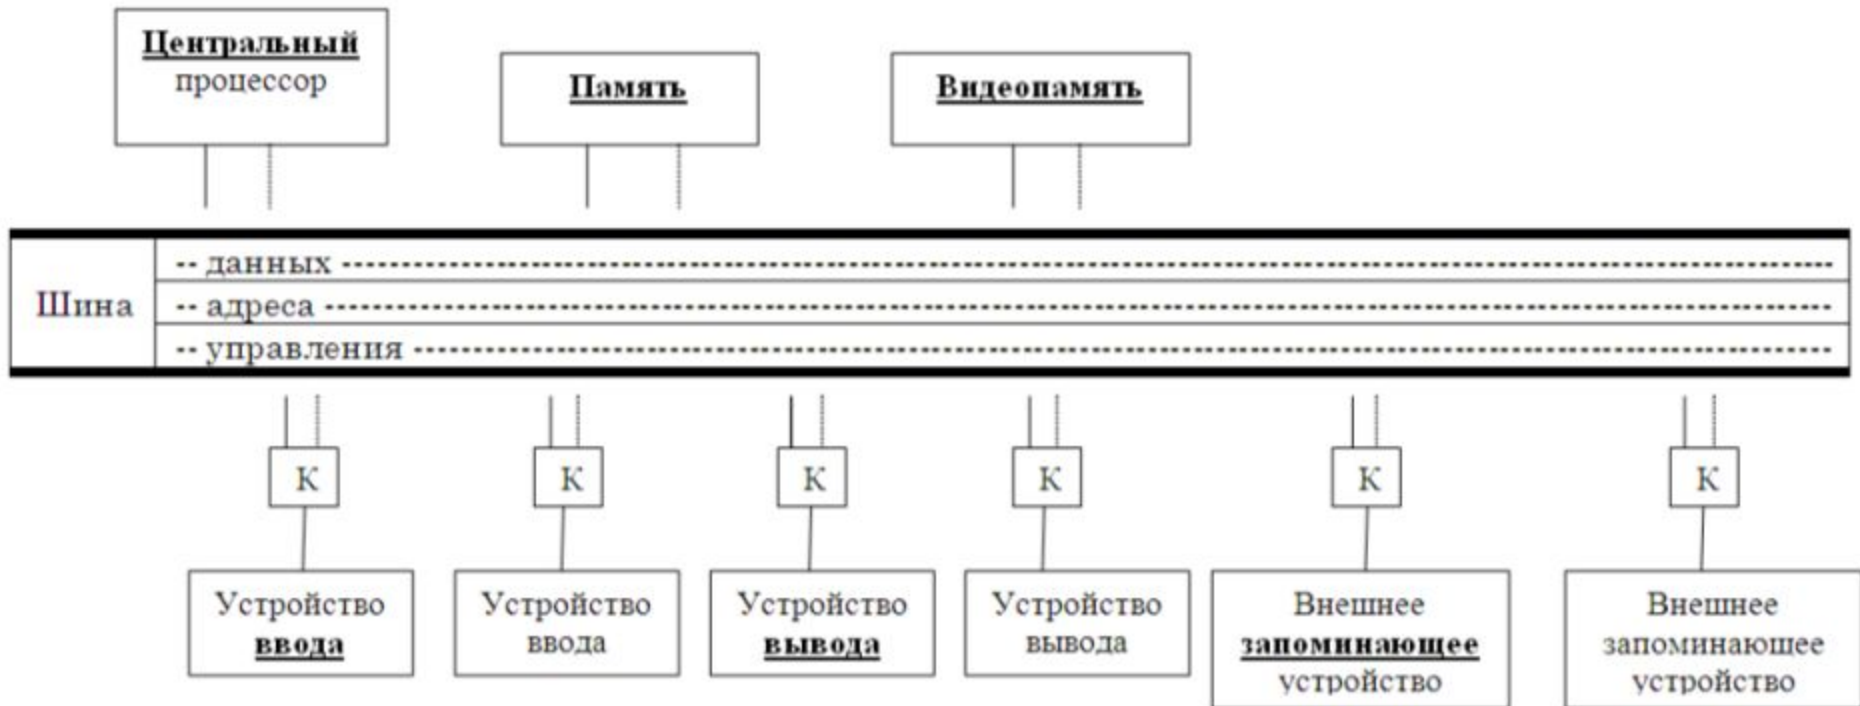 Центральный
процессор
Память
Видеопамять
Шина
-- данных --
-- адреса --
-- управления --
К
К
К
К
К
К
Устройство
ввода
Устройство
ввода
Устройство
вывода
Устройство
вывода
Внешнее
запоминающее
устройство
Внешнее
запоминающее
устройство